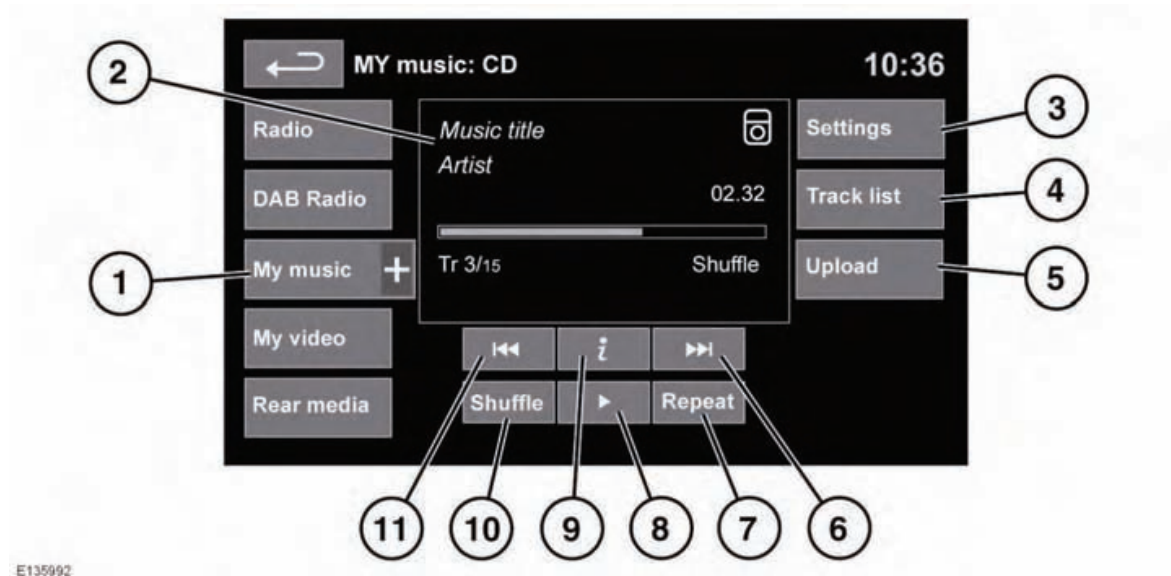 MY music: CD
10:36
Radio
DAB Radio
My music +
My video
Rear media
Music title
Artist
02.32
Tr 3/15
Shuffle
Settings
Track list
Upload
i
Shuffle
Repeat
1
2
3
4
5
6
7
8
9
10
11
E135992